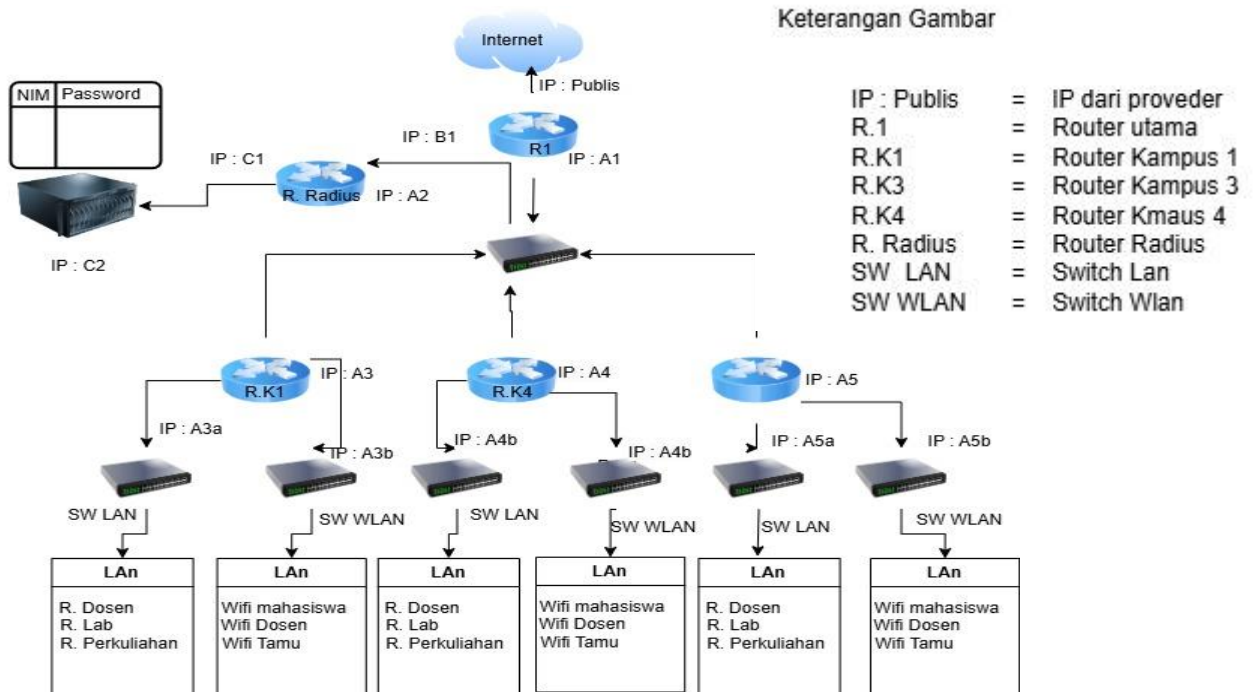 Keterangan Gambar
Internet
IP : Publis
NIM Password
IP : B1
R1
IP : A1
IP : C1
R. Radius
IP : A2
IP : C2
IP : Publis = IP dari proveder
R.1 = Router utama
R.K1 = Router Kampus 1
R.K3 = Router Kampus 3
R.K4 = Router Kmaus 4
R. Radius = Router Radius
SW LAN = Switch Lan
SW WLAN = Switch Wlan
R.K1
IP : A3
R.K4
IP : A4
IP : A5
IP : A3a
IP : A3b
IP : A4b
IP : A4b
IP : A5a
IP : A5b
SW LAN
SW WLAN
SW LAN
SW WLAN
SW LAN
SW WLAN
LAn
R. Dosen
R. Lab
R. Perkuliahan
LAn
Wifi mahasiswa
Wifi Dosen
Wifi Tamu
LAn
R. Dosen
R. Lab
R. Perkuliahan
LAn
Wifi mahasiswa
Wifi Dosen
Wifi Tamu
LAn
R. Dosen
R. Lab
R. Perkuliahan
LAn
Wifi mahasiswa
Wifi Dosen
Wifi Tamu